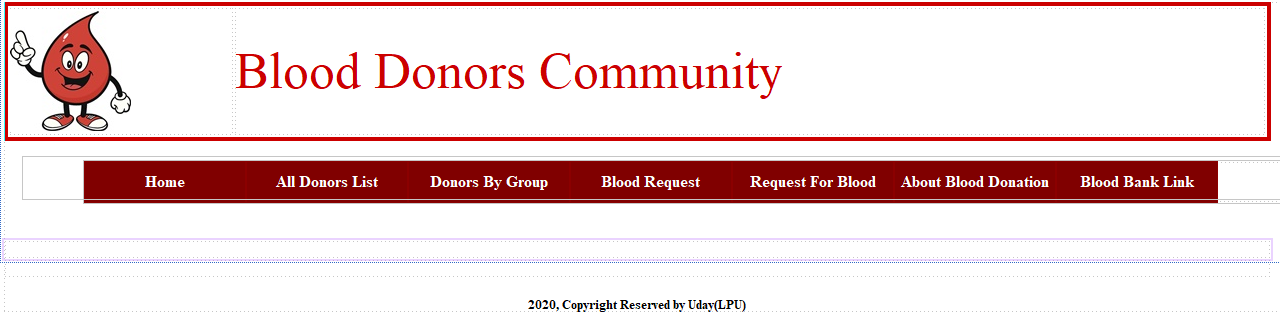 Blood Donors Community
Home All Donors List Donors By Group Blood Request Request For Blood About Blood Donation Blood Bank Link
2020, Copyright Reserved by Uday(LPU)